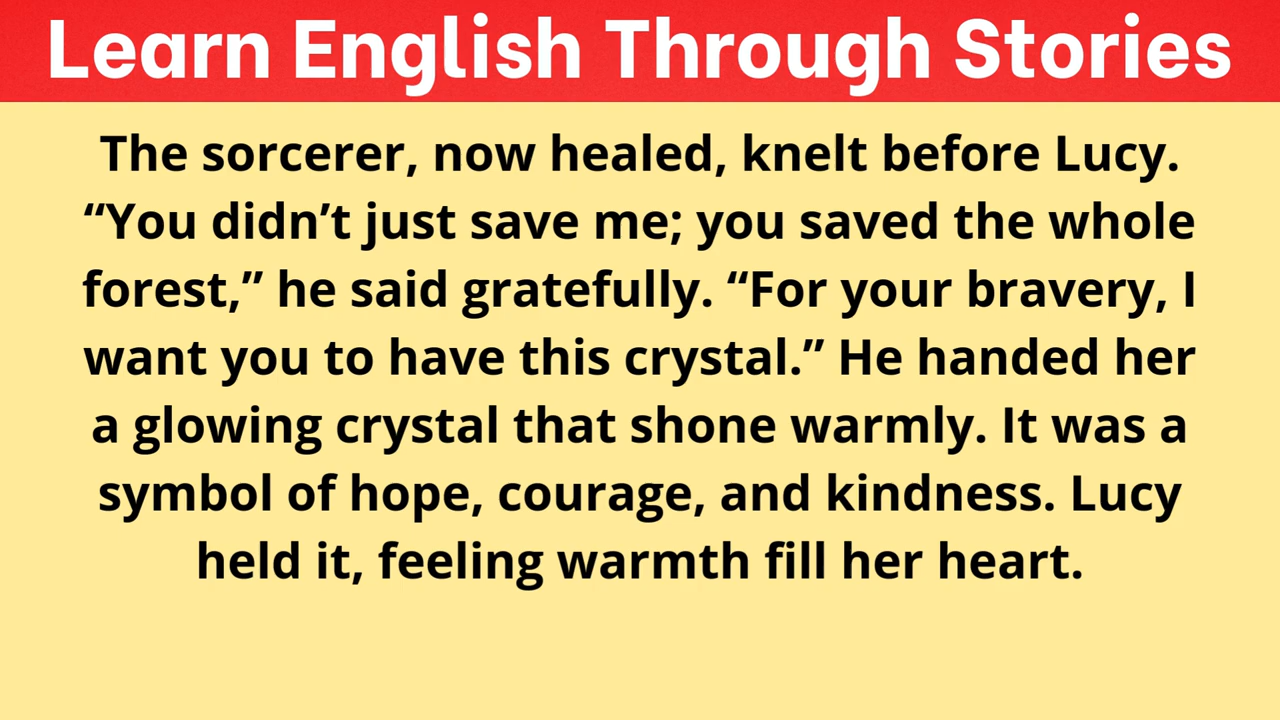 Learn English Through Stories
The sorcerer, now healed, knelt before Lucy.
“You didn’t just save me; you saved the whole
forest,” he said gratefully. “For your bravery, I
want you to have this crystal.” He handed her
a glowing crystal that shone warmly. It was a
symbol of hope, courage, and kindness. Lucy
held it, feeling warmth fill her heart.